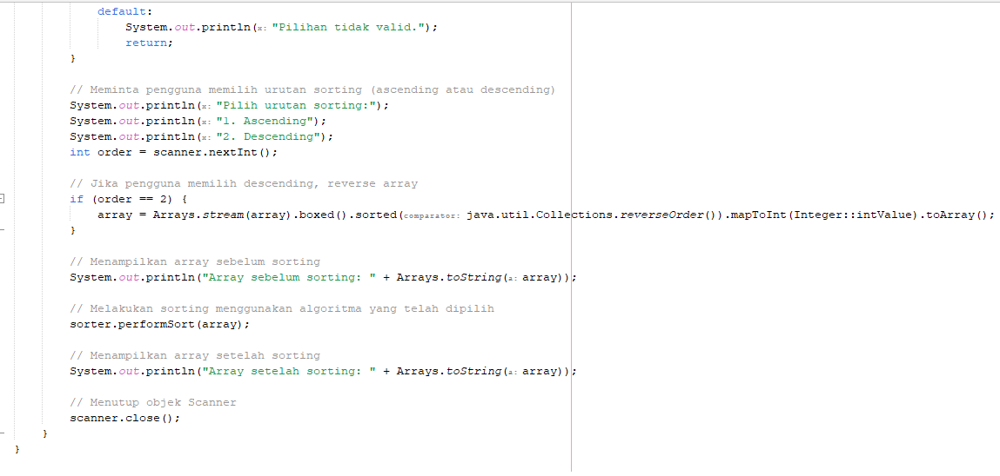 default:
System.out.println(x: "Pilihan tidak valid.");
return;
}
// Meminta pengguna memilih urutan sorting (ascending atau descending)
System.out.println(x: "Pilih urutan sorting:");
System.out.println(x: "1. Ascending");
System.out.println(x: "2. Descending");
int order = scanner.nextInt();
// Jika pengguna memilih descending, reverse array
if (order == 2) {
array = Arrays.stream(array).boxed().sorted(comparator: java.util.Collections.reverseOrder()).mapToInt(Integer::intValue).toArray();
}
// Menampilkan array sebelum sorting
System.out.println("Array sebelum sorting: " + Arrays.toString(a: array));
// Melakukan sorting menggunakan algoritma yang telah dipilih
sorter.performSort(array);
// Menampilkan array setelah sorting
System.out.println("Array setelah sorting: " + Arrays.toString(a: array));
// Menutup objek Scanner
scanner.close();
}
}